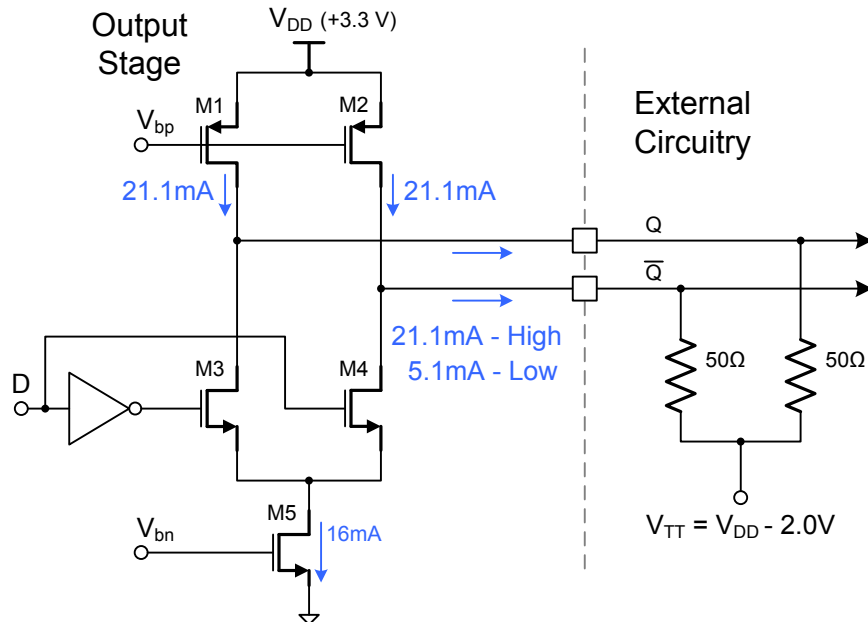 Output
Stage
V_DD (+3.3 V)
M1
M2
V_bp
External
Circuitry
21.1mA
21.1mA
Q
Q̅
21.1mA - High
5.1mA - Low
M3
M4
D
50Ω
50Ω
M5
V_bn
16mA
V_TT = V_DD - 2.0V